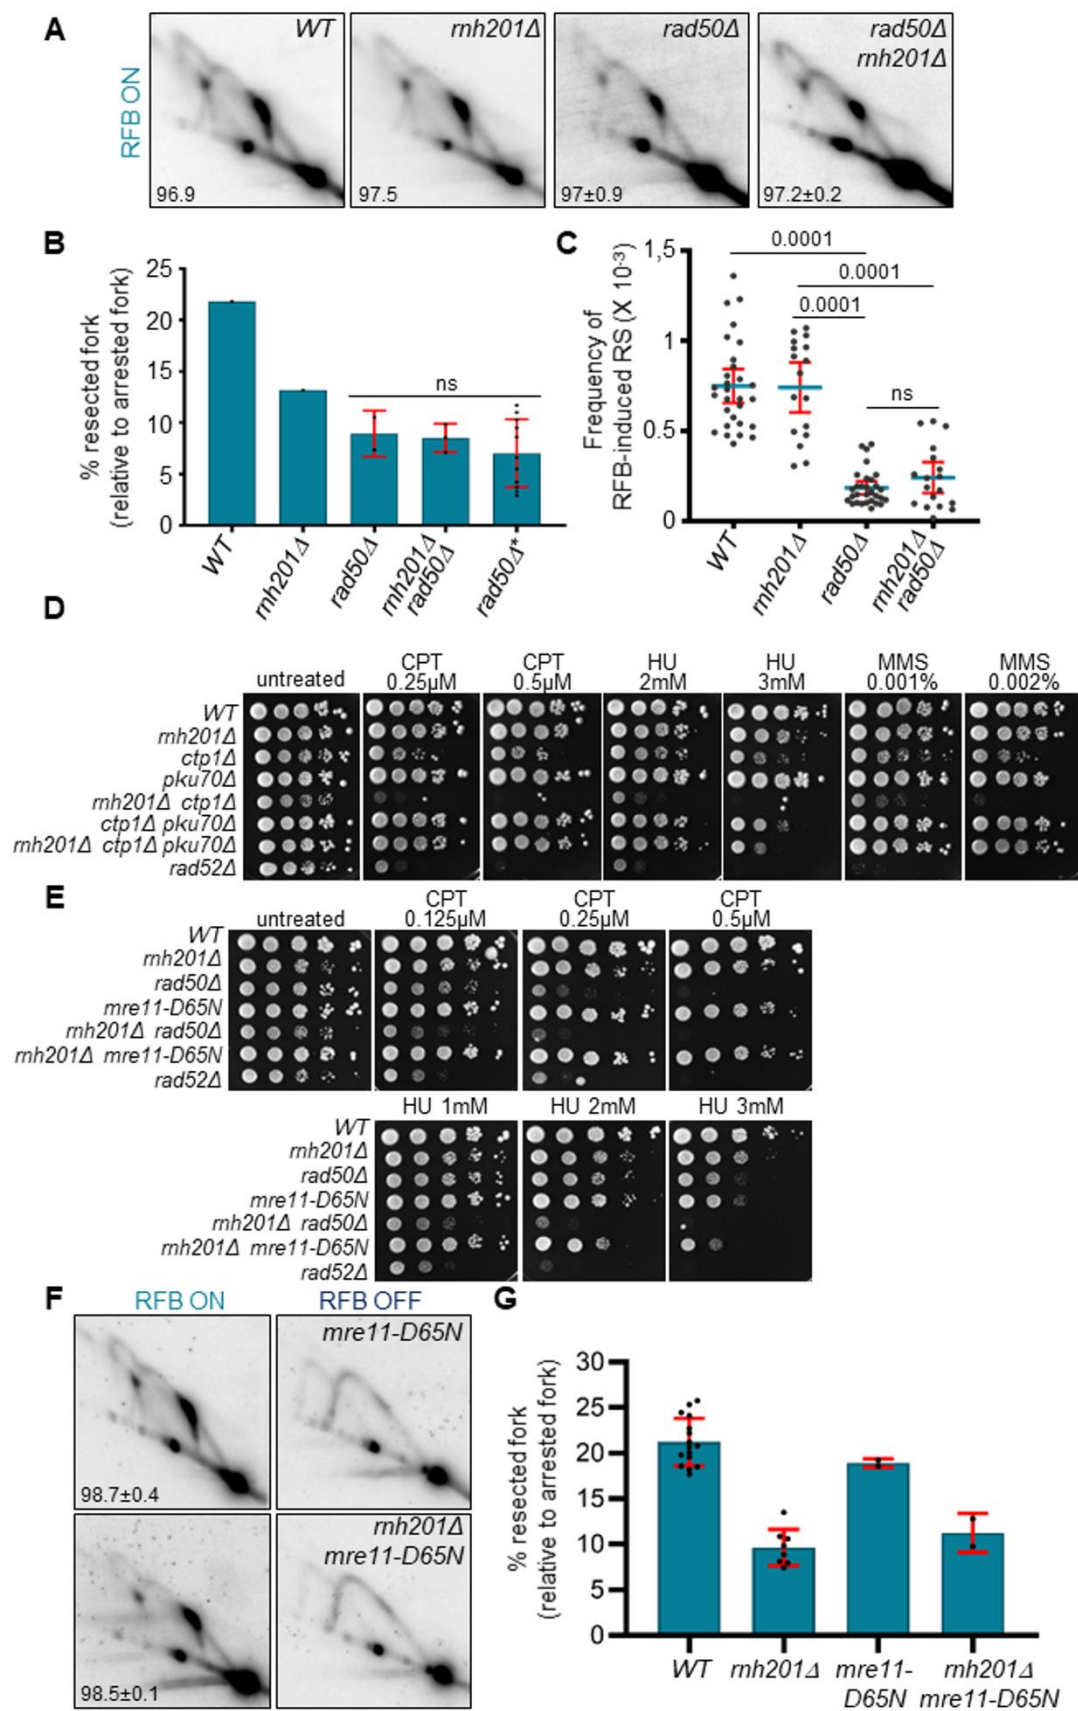 A
RFB ON
WT
rnh201Δ
rad50Δ
rad50Δ
rnh201Δ
96.9
97.5
97±0.9
97.2±0.2
B
% resected fork
(relative to arrested fork)
25
20
15
10
5
0
ns
WT
rnh201Δ
rad50Δ
rnh201Δ
rad50Δ
rad50Δ*
C
Frequency of
RFB-induced RS (X 10⁻³)
1,5
1
0.5
0
0.0001
0.0001
0.0001
ns
WT
rnh201Δ
rad50Δ
rnh201Δ
rad50Δ
D
untreated
CPT
0.25µM
CPT
0.5µM
HU
2mM
HU
3mM
MMS
0.001%
MMS
0.002%
WT
rnh201Δ
ctp1Δ
pku70Δ
rnh201Δ ctp1Δ
ctp1Δ pku70Δ
rnh201Δ ctp1Δ pku70Δ
rad52Δ
E
untreated
CPT
0.125µM
CPT
0.25µM
CPT
0.5µM
WT
rnh201Δ
rad50Δ
mre11-D65N
rnh201Δ rad50Δ
rnh201Δ mre11-D65N
rad52Δ
HU 1mM
HU 2mM
HU 3mM
WT
rnh201Δ
rad50Δ
mre11-D65N
rnh201Δ rad50Δ
rnh201Δ mre11-D65N
rad52Δ
F
RFB ON
RFB OFF
mre11-D65N
98.7±0.4
rnh201Δ
mre11-D65N
98.5±0.1
G
% resected fork
(relative to arrested fork)
30
25
20
15
10
5
0
WT
rnh201Δ
mre11-
D65N
rnh201Δ
mre11-D65N